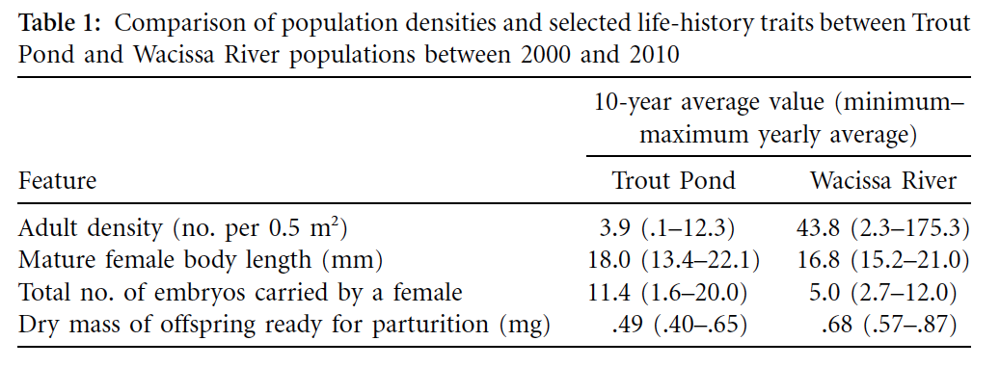 Table 1: Comparison of population densities and selected life-history traits between Trout
Pond and Wacissa River populations between 2000 and 2010
10-year average value (minimum–
maximum yearly average)
Feature Trout Pond Wacissa River
Adult density (no. per 0.5 m²) 3.9 (.1–12.3) 43.8 (2.3–175.3)
Mature female body length (mm) 18.0 (13.4–22.1) 16.8 (15.2–21.0)
Total no. of embryos carried by a female 11.4 (1.6–20.0) 5.0 (2.7–12.0)
Dry mass of offspring ready for parturition (mg) .49 (.40–.65) .68 (.57–.87)